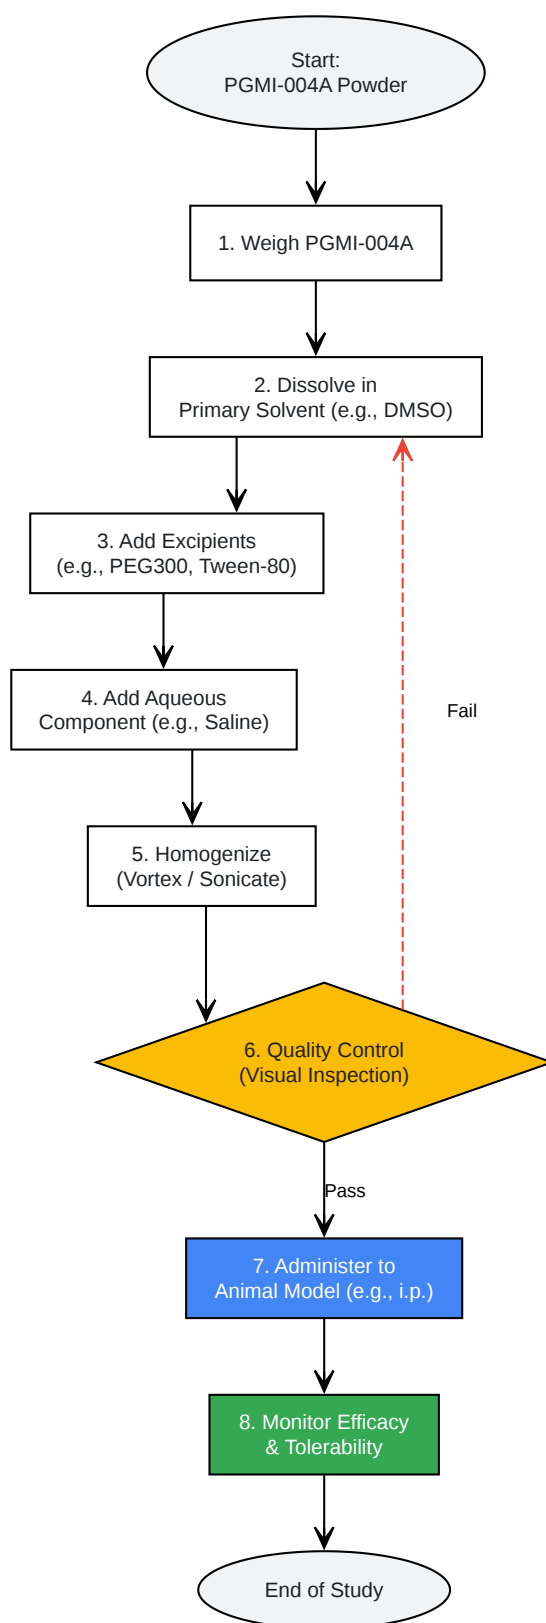 Start:
PGMI-004A Powder
1. Weigh PGMI-004A
2. Dissolve in
Primary Solvent (e.g., DMSO)
3. Add Excipients
(e.g., PEG300, Tween-80)
4. Add Aqueous
Component (e.g., Saline)
Fail
5. Homogenize
(Vortex / Sonicate)
6. Quality Control
(Visual Inspection)
Pass
7. Administer to
Animal Model (e.g., i.p.)
8. Monitor Efficacy
& Tolerability
End of Study